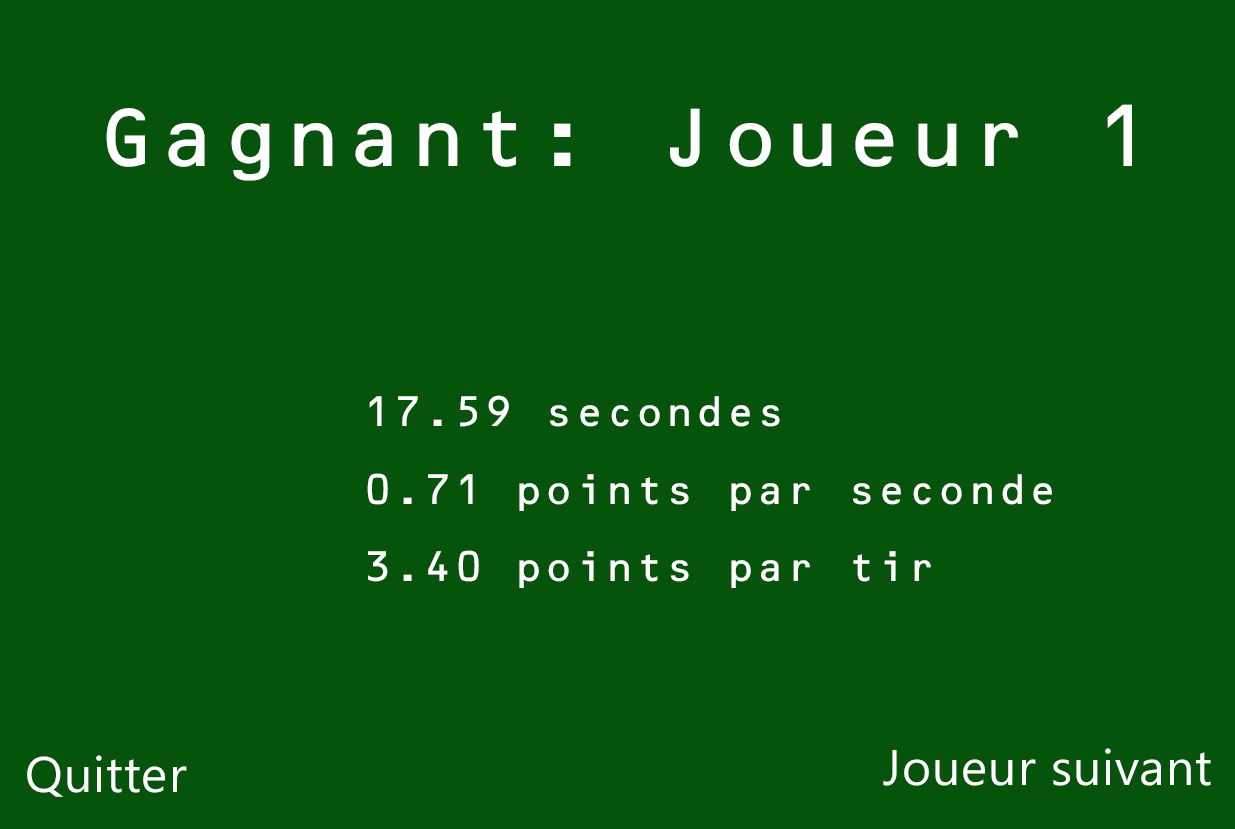 Gagnant: Joueur 1
17.59 secondes
0.71 points par seconde
3.40 points par tir
Quitter
Joueur suivant